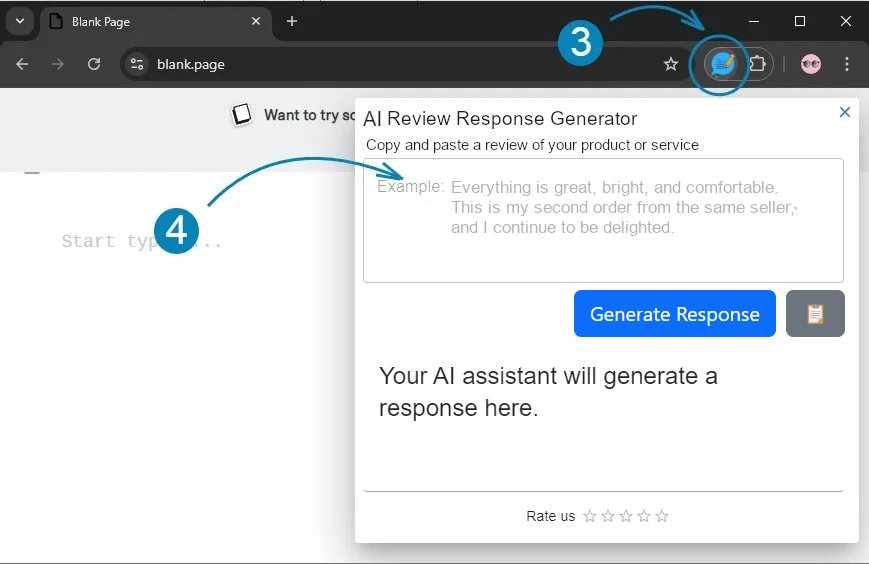 Blank Page
3
blank.page
Want to try
AI Review Response Generator
Copy and paste a review of your product or service
4
Example: Everything is great, bright, and comfortable.
This is my second order from the same seller,
and I continue to be delighted.
Start
Generate Response
Your AI assistant will generate a
response here.
Rate us